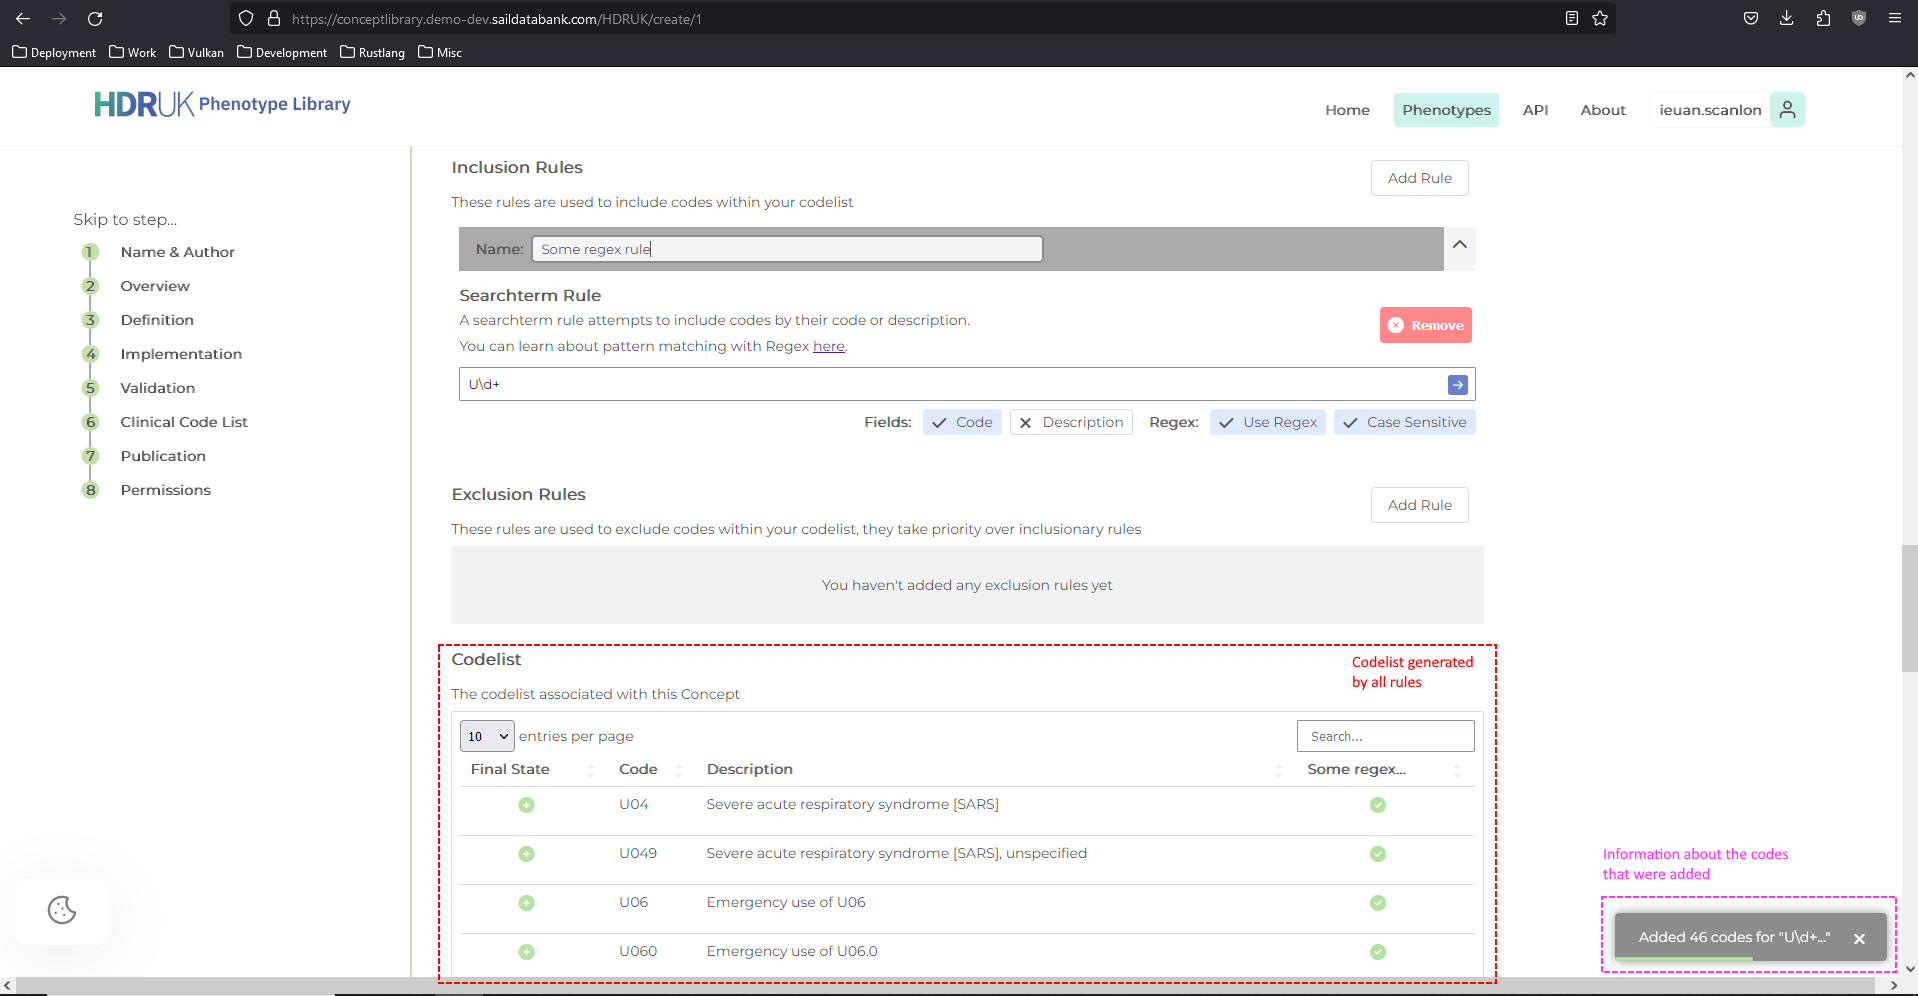 https://conceptlibrary.demo-dev.saildatabank.com/HDRUK/create/1
Deployment Work Vulkan Development Rustlang Misc
HDRUK Phenotype Library
Home Phenotypes API About ieuan.scanlon
Skip to step...
1 Name & Author
2 Overview
3 Definition
4 Implementation
5 Validation
6 Clinical Code List
7 Publication
8 Permissions
Inclusion Rules
Add Rule
These rules are used to include codes within your codelist
Name: Some regex rule
Searchterm Rule
A searchterm rule attempts to include codes by their code or description.
Remove
You can learn about pattern matching with Regex here.
U\d+
Fields: Code Description Regex: Use Regex Case Sensitive
Exclusion Rules
Add Rule
These rules are used to exclude codes within your codelist, they take priority over inclusionary rules
You haven't added any exclusion rules yet
Codelist
Codelist generated
by all rules
The codelist associated with this Concept
10 entries per page
Search...
Final State Code Description Some regex...
U04 Severe acute respiratory syndrome [SARS]
U049 Severe acute respiratory syndrome [SARS], unspecified
U06 Emergency use of U06
U060 Emergency use of U06.0
Information about the codes
that were added
Added 46 codes for "U\d+..."